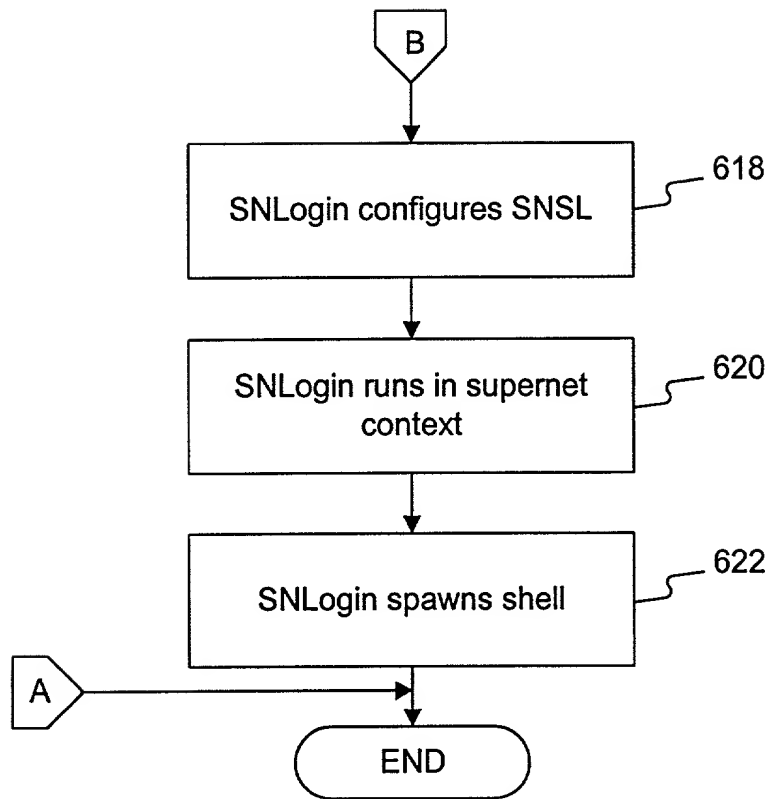 B
SNLogin configures SNSL
618
SNLogin runs in supernet
context
620
SNLogin spawns shell
622
A
END